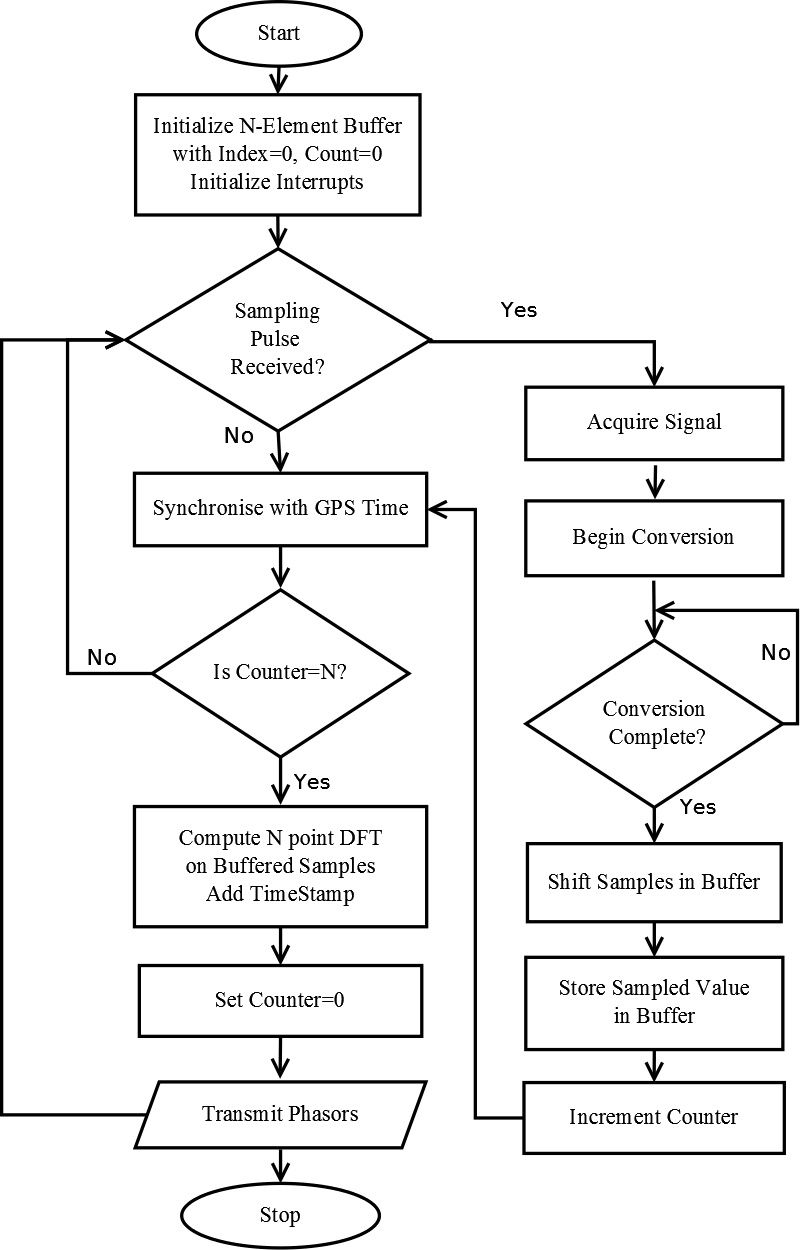 Start
Initialize N-Element Buffer
with Index=0, Count=0
Initialize Interrupts
Sampling
Pulse
Received?
Yes
No
Acquire Signal
Synchronise with GPS Time
Begin Conversion
Is Counter=N?
No
Yes
Conversion
Complete?
No
Yes
Compute N point DFT
on Buffered Samples
Add TimeStamp
Shift Samples in Buffer
Set Counter=0
Store Sampled Value
in Buffer
Transmit Phasors
Increment Counter
Stop